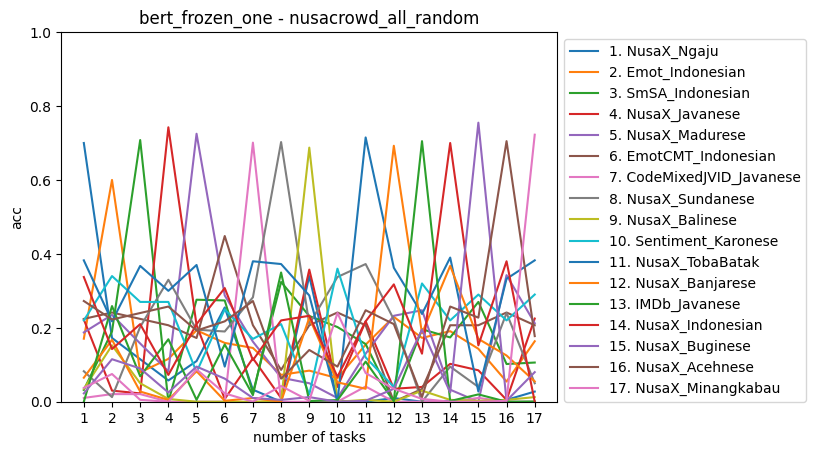 bert_frozen_one - nusacrowd_all_random
1.0
0.8
0.6
0.4
0.2
0.0
acc
1 2 3 4 5 6 7 8 9 10 11 12 13 14 15 16 17
number of tasks
1. NusaX_Ngaju
2. Emot_Indonesian
3. SmSA_Indonesian
4. NusaX_Javanese
5. NusaX_Madurese
6. EmotCMT_Indonesian
7. CodeMixedJVID_Javanese
8. NusaX_Sundanese
9. NusaX_Balinese
10. Sentiment_Karonese
11. NusaX_TobaBatak
12. NusaX_Banjarese
13. IMDb_Javanese
14. NusaX_Indonesian
15. NusaX_Buginese
16. NusaX_Acehnese
17. NusaX_Minangkabau